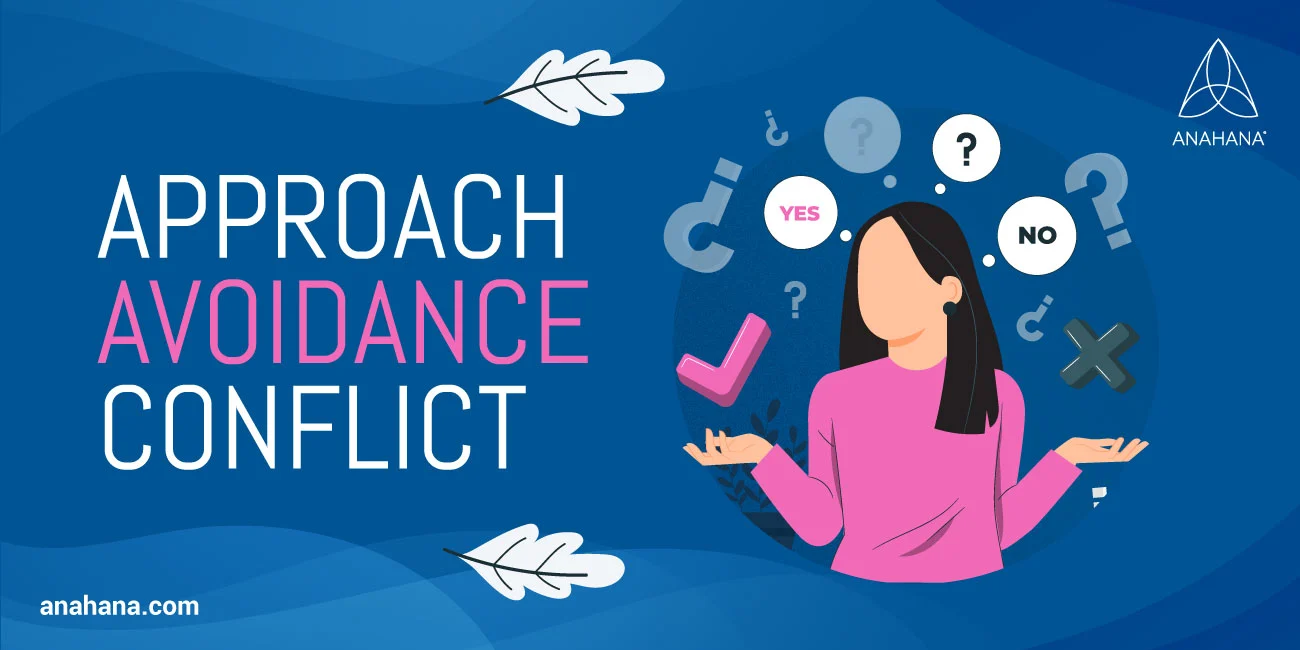 APPROACH
AVOIDANCE
CONFLICT
anahana.com
?
?
?
YES
?
?
NO
?
?
ANAHANA